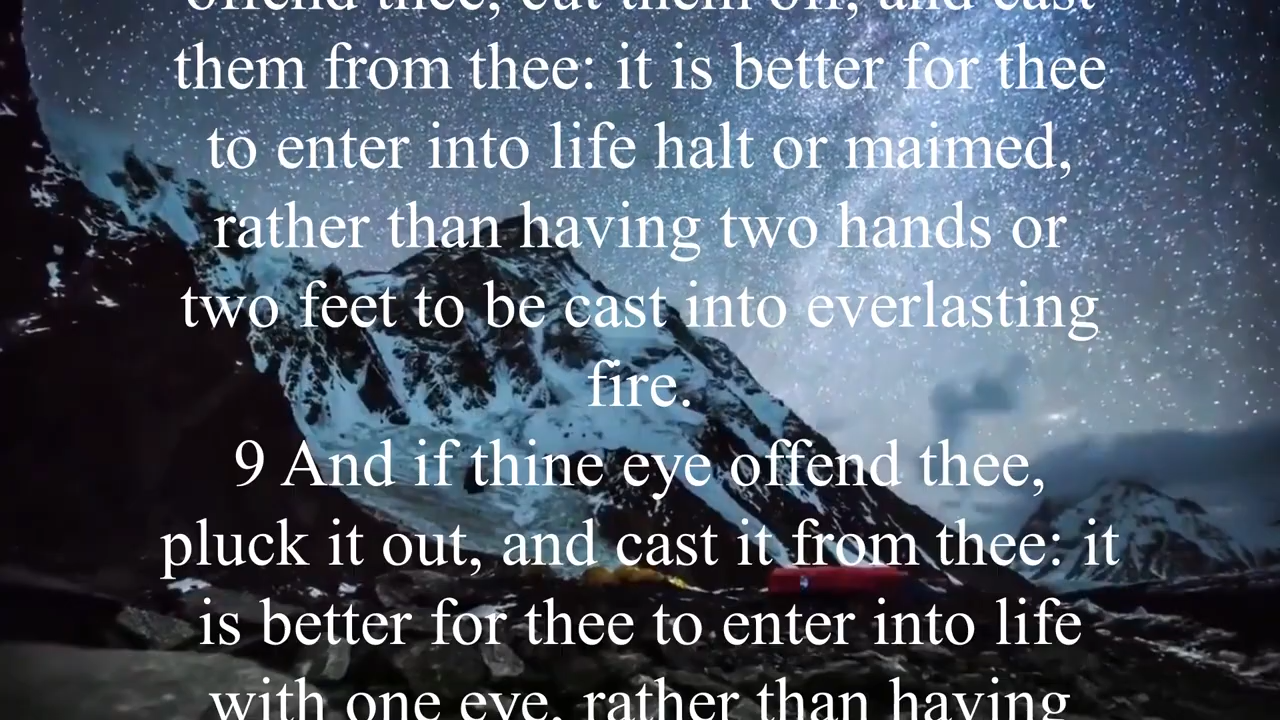 offend thee, cut them off, and cast
them from thee: it is better for thee
to enter into life halt or maimed,
rather than having two hands or
two feet to be cast into everlasting
fire.
9 And if thine eye offend thee,
pluck it out, and cast it from thee: it
is better for thee to enter into life
with one eye, rather than having